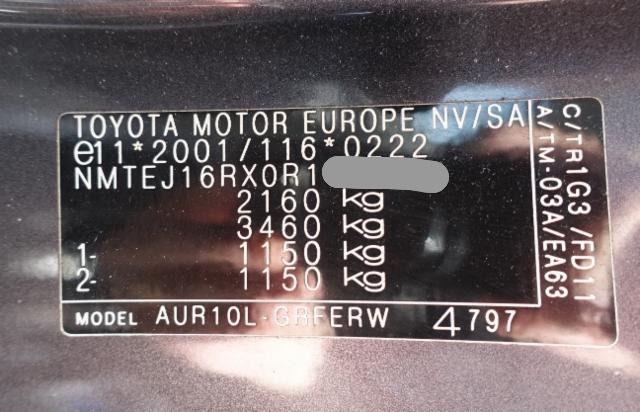 TOYOTA MOTOR EUROPE NV/SA
e11*2001/116*0222
NMTEJ16RX0R1
2160 kg
3460 kg
1- 1150 kg
2- 1150 kg
MODEL AUR10L-GRFERW 4797
C/TR1G3 /FD11
A/TM-03A/EA63